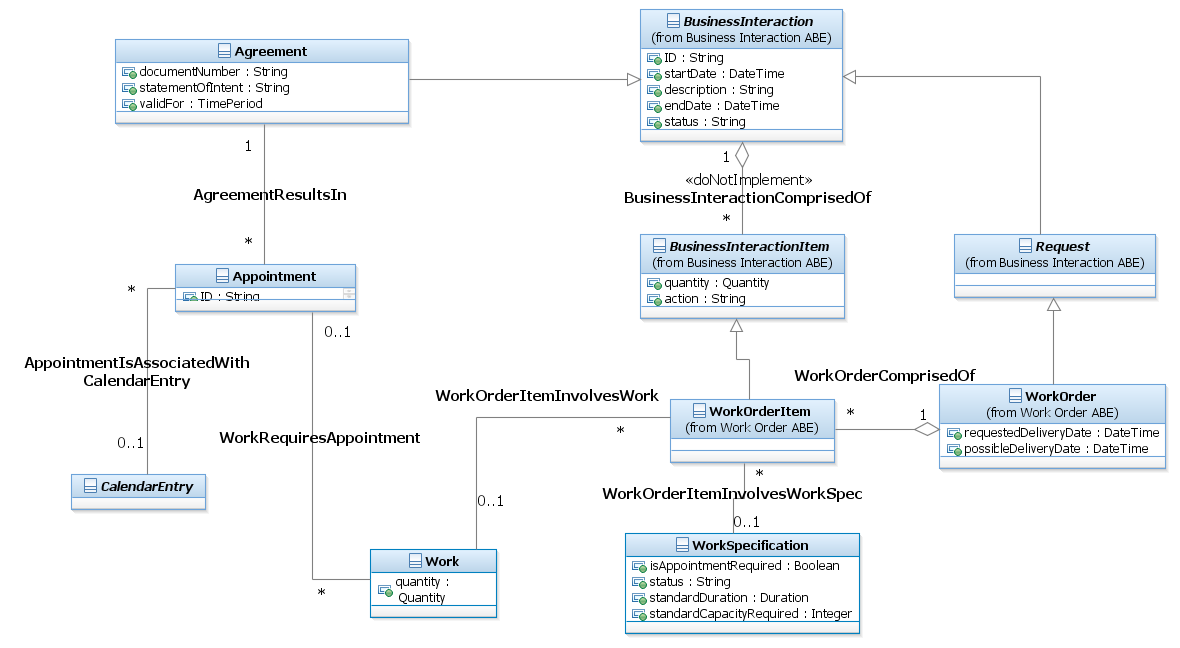 BusinessInteraction
(from Business Interaction ABE)
ID : String
startDate : DateTime
description : String
endDate : DateTime
status : String
Agreement
documentNumber : String
statementOfIntent : String
validFor : TimePeriod
1
1
«doNotImplement»
BusinessInteractionComprisedOf
*
AgreementResultsIn
*
BusinessInteractionItem
(from Business Interaction ABE)
quantity : Quantity
action : String
Request
(from Business Interaction ABE)
Appointment
ID : String
*
0..1
AppointmentIsAssociatedWith
CalendarEntry
0..1
CalendarEntry
WorkRequiresAppointment
WorkOrderItemInvolvesWork
*
WorkOrderComprisedOf
WorkOrderItem
(from Work Order ABE)
*
1
WorkOrder
(from Work Order ABE)
requestedDeliveryDate : DateTime
possibleDeliveryDate : DateTime
*
WorkOrderItemInvolvesWorkSpec
0..1
0..1
WorkSpecification
isAppointmentRequired : Boolean
status : String
standardDuration : Duration
standardCapacityRequired : Integer
Work
quantity :
Quantity
*